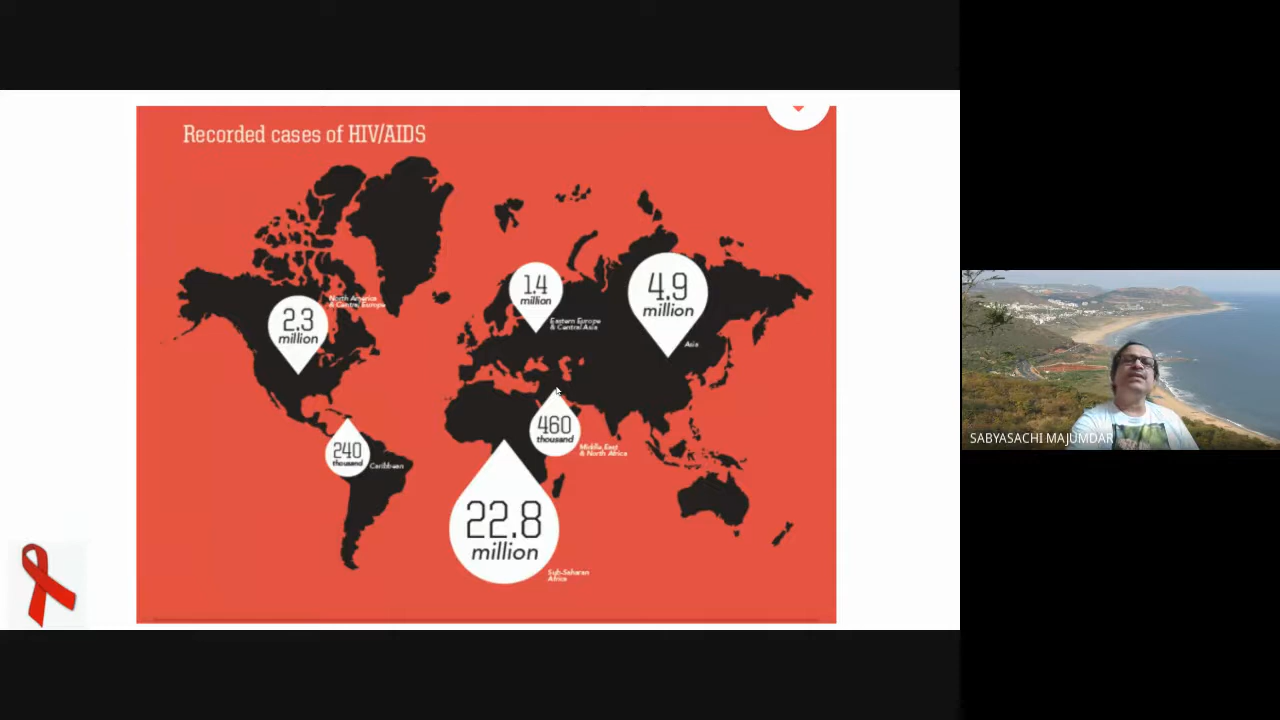 Recorded cases of HIV/AIDS
2.3
million
North America
& Central Europe
1.4
million
Eastern Europe
& Central Asia
4.9
million
Asia
240
thousand
Caribbean
460
thousand
Middle East
& North Africa
22.8
million
Sub-Saharan
Africa
SABYASACHI MAJUMDAR